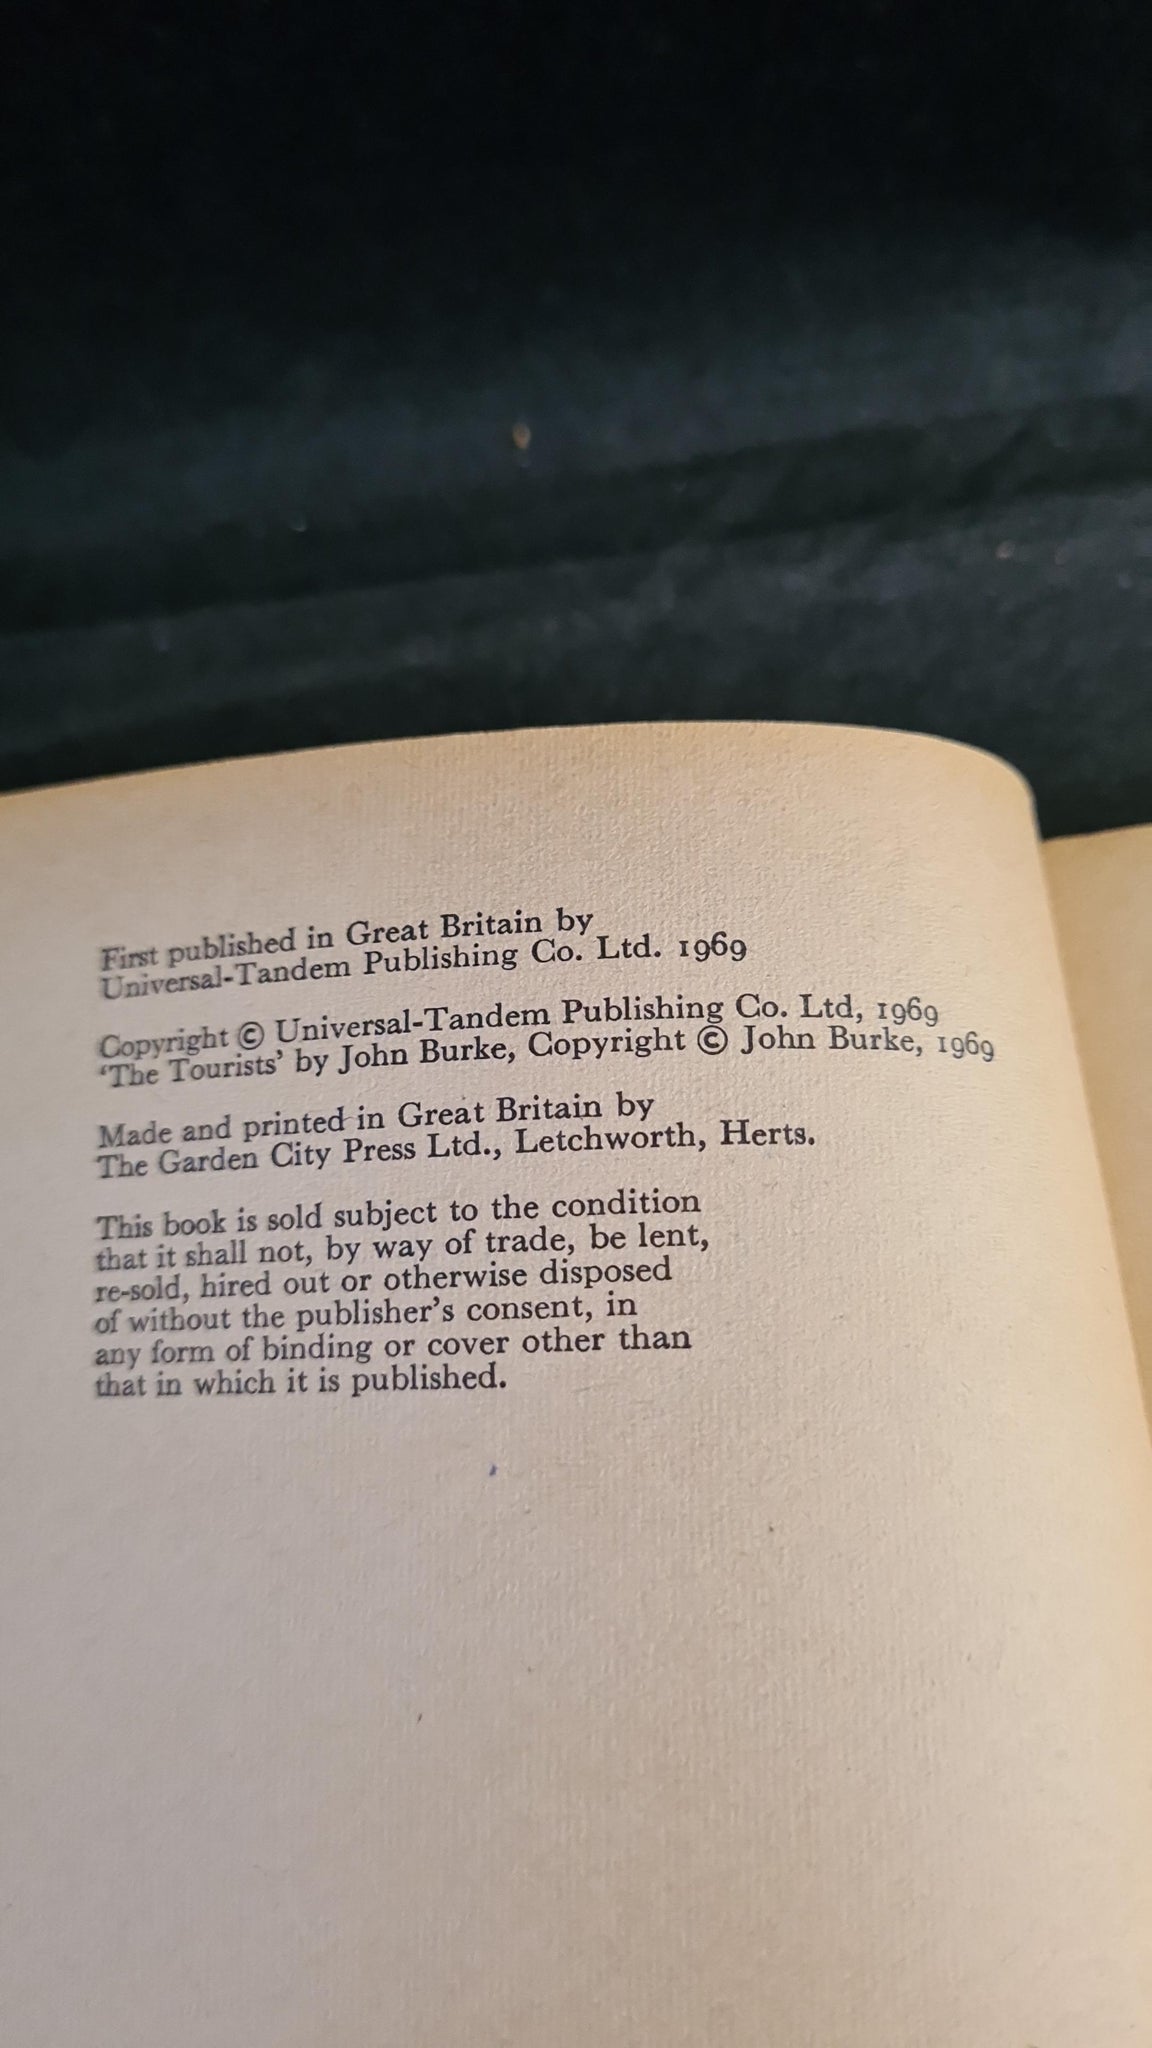 First published in Great Britain by
Universal-Tandem Publishing Co. Ltd. 1969
Copyright © Universal-Tandem Publishing Co. Ltd, 1969
'The Tourists' by John Burke, Copyright © John Burke, 1969
Made and printed in Great Britain by
The Garden City Press Ltd., Letchworth, Herts.
This book is sold subject to the condition
that it shall not, by way of trade, be lent,
re-sold, hired out or otherwise disposed
of without the publisher's consent, in
any form of binding or cover other than
that in which it is published.